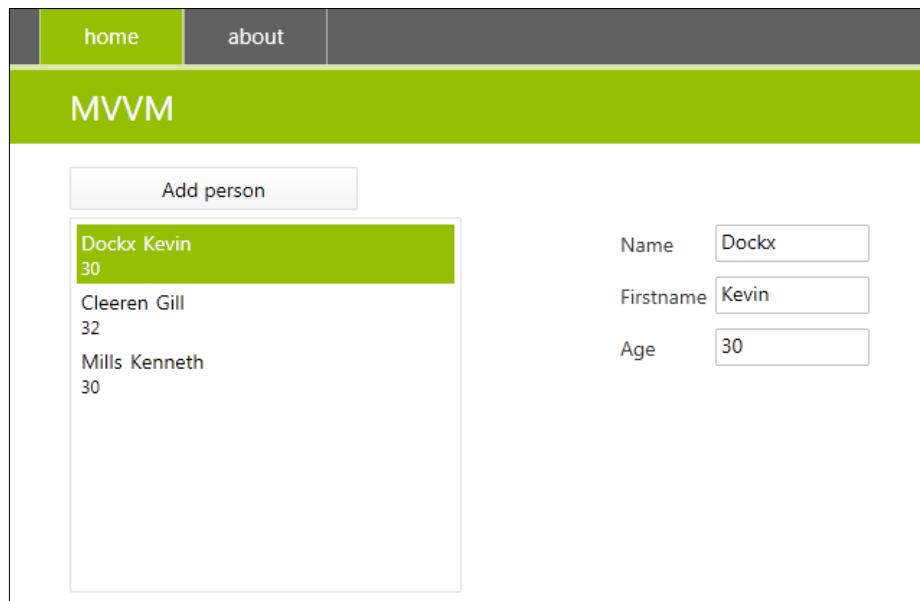 home about
MVVM
Add person
Dockx Kevin
30
Cleeren Gill
32
Mills Kenneth
30
Name Dockx
Firstname Kevin
Age 30